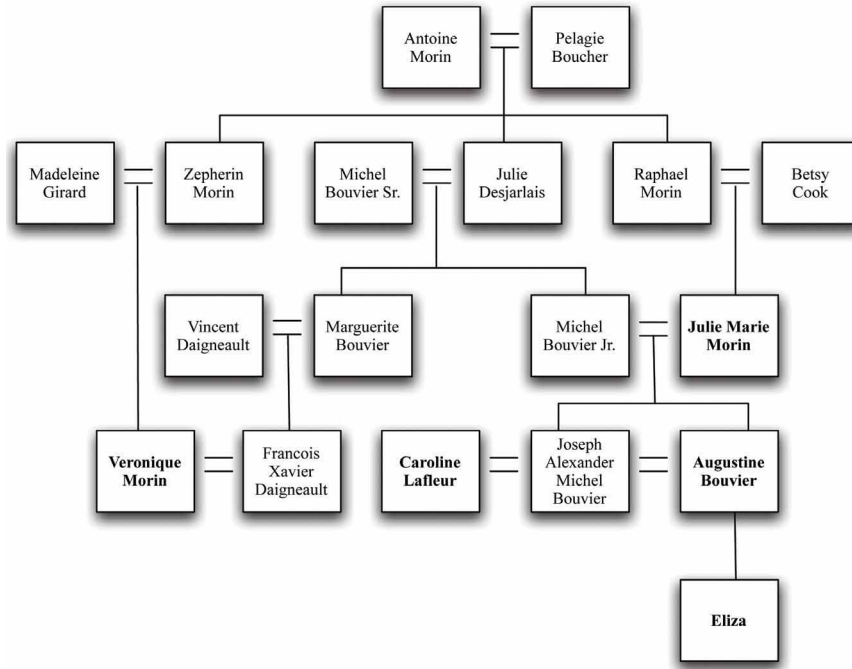 Antoine
Morin
Pelagie
Boucher
Madeleine
Girard
Zepherin
Morin
Michel
Bouvier Sr.
Julie
Desjarlais
Raphael
Morin
Betsy
Cook
Vincent
Daigneault
Marguerite
Bouvier
Michel
Bouvier Jr.
Julie Marie
Morin
Veronique
Morin
Francois
Xavier
Daigneault
Caroline
Lafleur
Joseph
Alexander
Michel
Bouvier
Augustine
Bouvier
Eliza